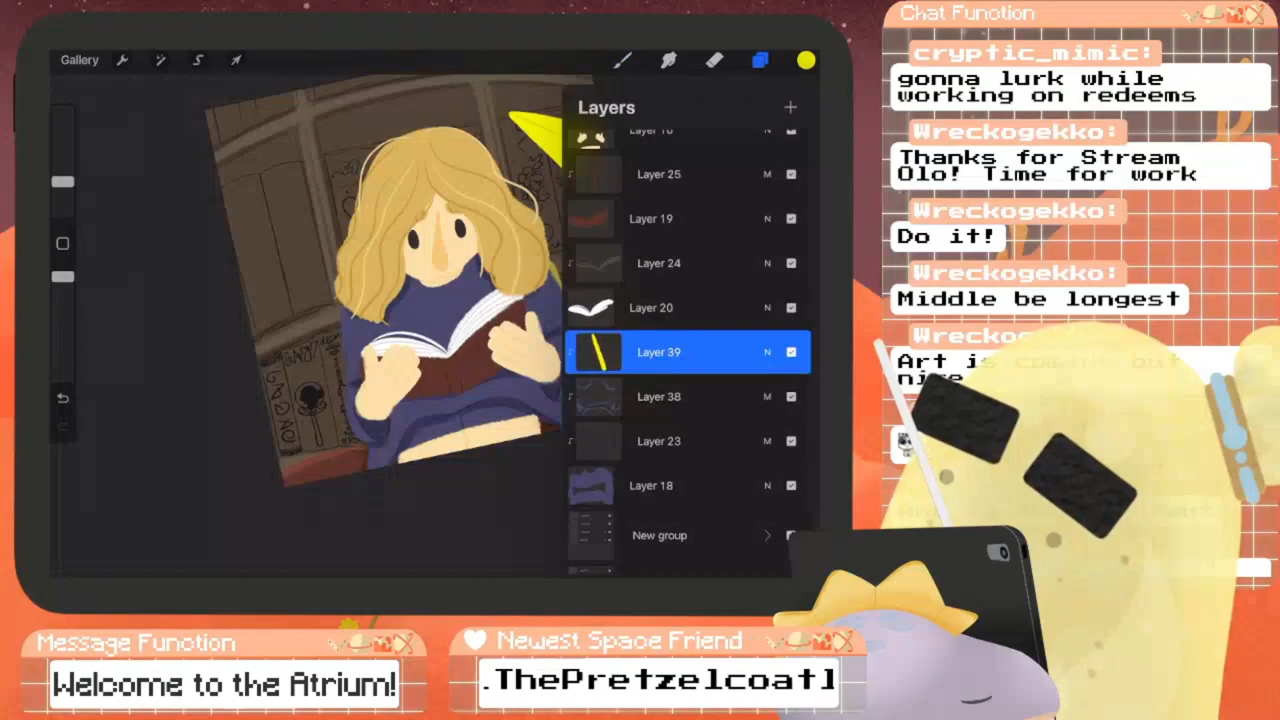 Gallery
Layers
Layer 25
M
Layer 19
N
Layer 24
N
Layer 20
N
Layer 39
N
Layer 38
M
Layer 23
M
Layer 18
N
New group
Chat Function
cryptic_mimic:
gonna lurk while
working on redeems
Wreckogekko:
Thanks for Stream
Olo! Time for work
Wreckogekko:
Do it!
Wreckogekko:
Middle be longest
Art is
Message Function
Welcome to the Atrium!
Newest Space Friend
.ThePretzelcoatl